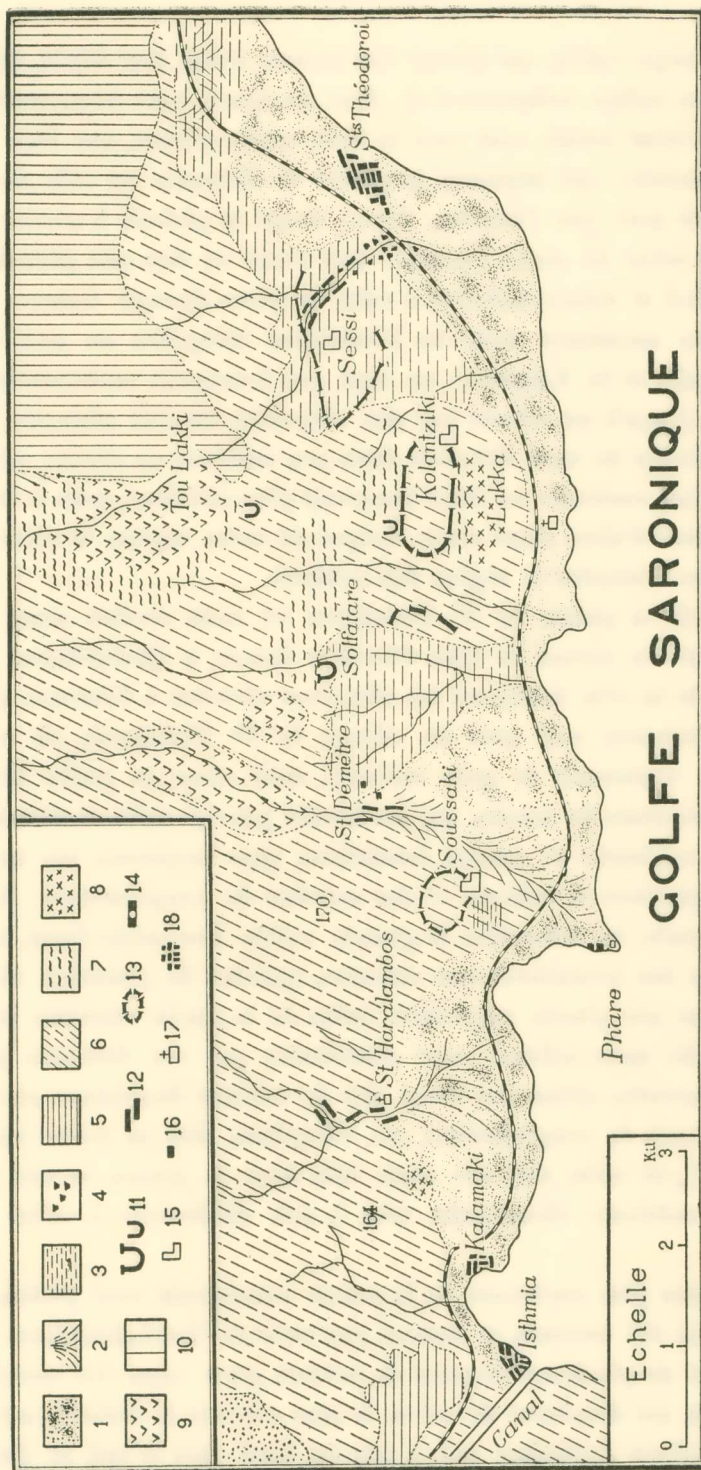 1
2
3
4
5
6
7
8
9
10
11
12
13
14
15
16
17
18
Tou Lakki
Sessi
Sts Théodoroi
Kolantziki
Lakka
Solfatare
St Demetre
Soussaki
170
St Haralambos
164
Kalamaki
Isthmia
Canal
Phare
GOLFE SARONIQUE
Echelle
Kil
0 1 2 3